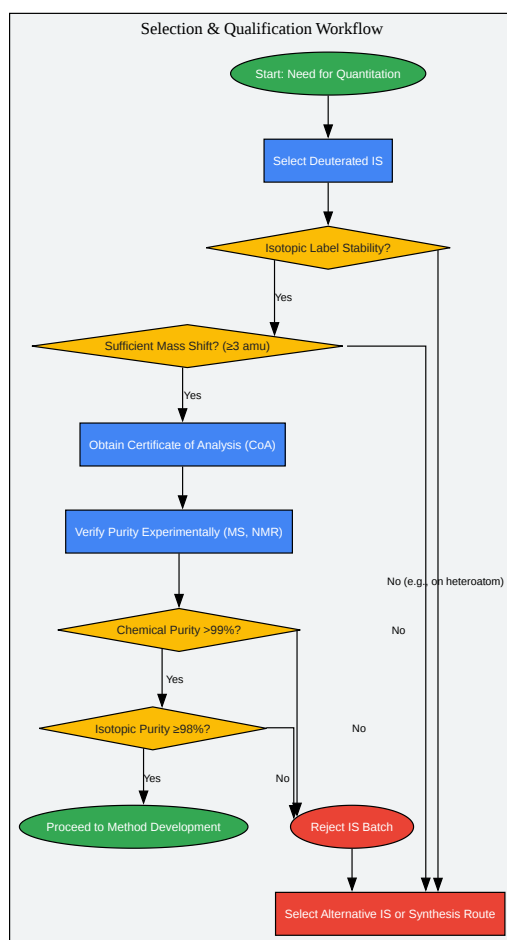 Selection & Qualification Workflow
Start: Need for Quantitation
Select Deuterated IS
Isotopic Label Stability?
Yes
Sufficient Mass Shift? (≥3 amu)
Yes
Obtain Certificate of Analysis (CoA)
Verify Purity Experimentally (MS, NMR)
No (e.g., on heteroatom)
Chemical Purity >99%?
No
Yes
Isotopic Purity ≥98%?
No
Yes
No
Proceed to Method Development
Reject IS Batch
Select Alternative IS or Synthesis Route